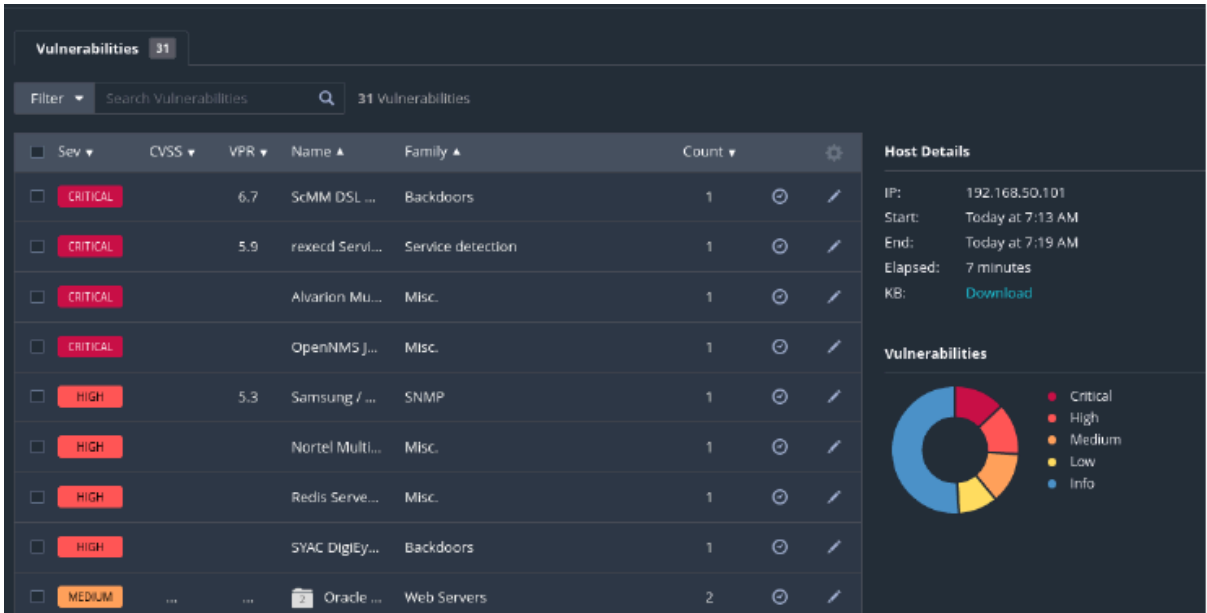 Vulnerabilities 31
Filter Search Vulnerabilities 31 Vulnerabilities
Sev CVSS VPR Name Family Count
CRITICAL 6.7 ScMM DSL ... Backdoors 1
CRITICAL 5.9 rexecd Servi... Service detection 1
CRITICAL Alvarion Mu... Misc. 1
CRITICAL OpenNMS J... Misc. 1
HIGH 5.3 Samsung / ... SNMP 1
HIGH Nortel Multi... Misc. 1
HIGH Redis Serve... Misc. 1
HIGH SYAC DigiEy... Backdoors 1
MEDIUM ... ... 2 Oracle ... Web Servers 2
Host Details
IP: 192.168.50.101
Start: Today at 7:13 AM
End: Today at 7:19 AM
Elapsed: 7 minutes
KB: Download
Vulnerabilities
Critical
High
Medium
Low
Info